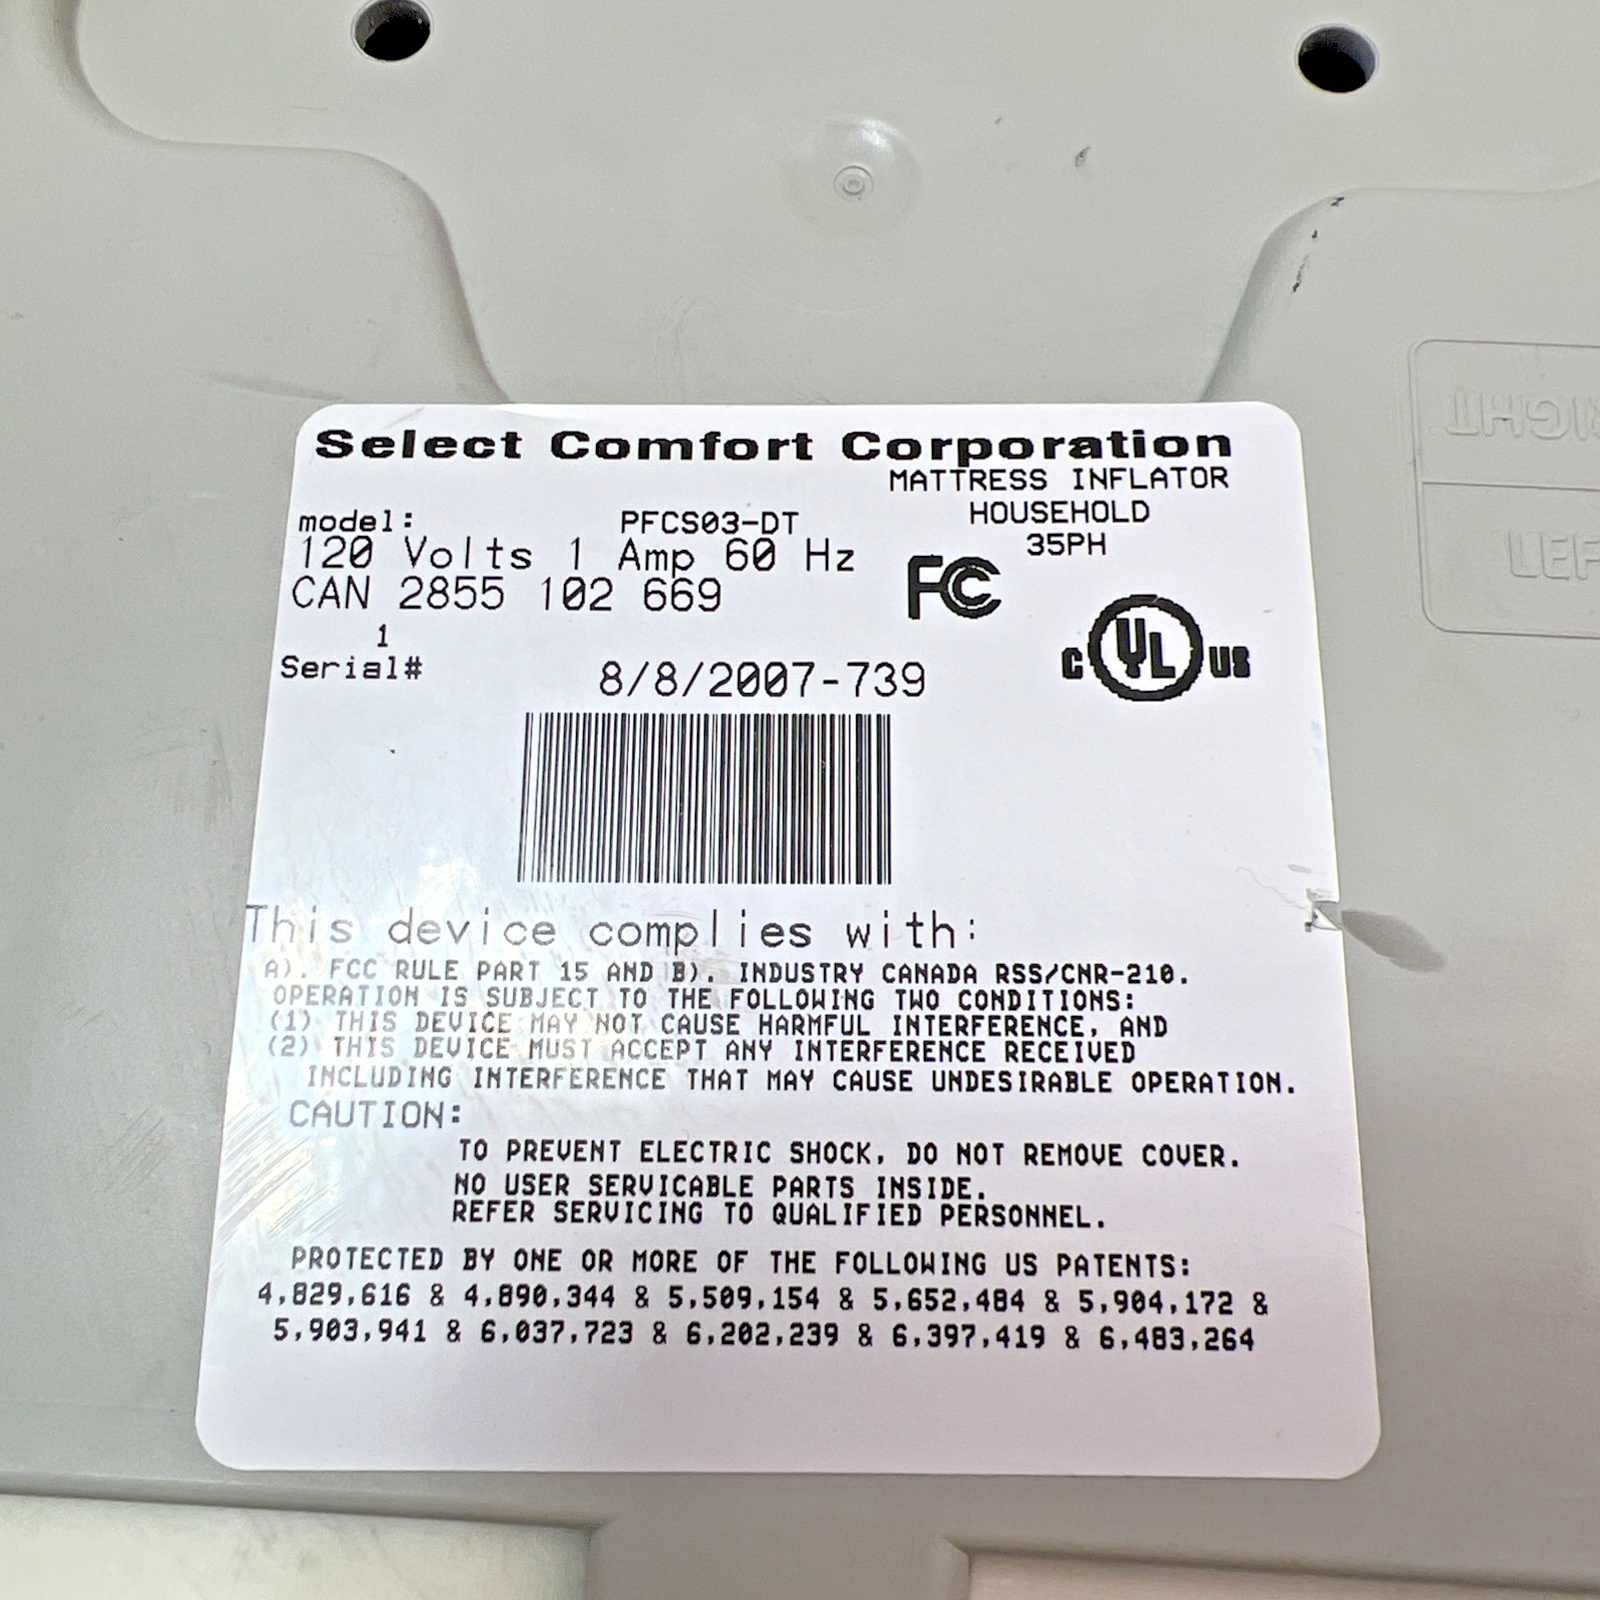 Select Comfort Corporation
MATTRESS INFLATOR
HOUSEHOLD
35PH
model: PFCS03-DT
120 Volts 1 Amp 60 Hz
CAN 2855 102 669
1
FC
C UL US
Serial# 8/8/2007-739
RIGHT
LEF
This device complies with:
A). FCC RULE PART 15 AND B). INDUSTRY CANADA RSS/CNR-210.
OPERATION IS SUBJECT TO THE FOLLOWING TWO CONDITIONS:
(1) THIS DEVICE MAY NOT CAUSE HARMFUL INTERFERENCE, AND
(2) THIS DEVICE MUST ACCEPT ANY INTERFERENCE RECEIVED
INCLUDING INTERFERENCE THAT MAY CAUSE UNDESIRABLE OPERATION.
CAUTION:
TO PREVENT ELECTRIC SHOCK, DO NOT REMOVE COVER.
NO USER SERVICABLE PARTS INSIDE.
REFER SERVICING TO QUALIFIED PERSONNEL.
PROTECTED BY ONE OR MORE OF THE FOLLOWING US PATENTS:
4,829,616 & 4,890,344 & 5,509,154 & 5,652,484 & 5,904,172 &
5,903,941 & 6,037,723 & 6,202,239 & 6,397,419 & 6,483,264